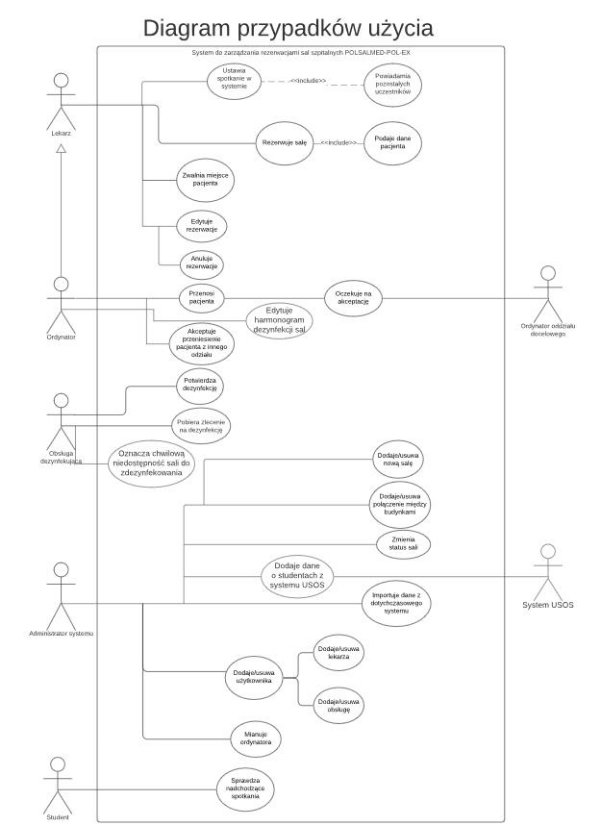 Diagram przypadków użycia
System do zarządzania rezerwacjami sal szpitalnych POLSALMED-POL-EX
Ustawa
spotkanie w
systemie
<<include>>
Powiadamia
pozostałych
uczestników
Lekarz
Rezerwuje salę
<<include>>
Podaje dane
pacjenta
Zwalnia miejsce
pacjenta
Edytuje
rezerwacje
Anuluje
rezerwacje
Przenosi
pacjenta
Oczekuje na
akceptację
Ordynator
Edytuje
harmonogram
dezynfekcji sal
Ordynator oddziału
docelowego
Akceptuje
przeniesienie
pacjenta z innego
odziału
Potwierdza
dezynfekcję
Pobiera zlecenie
na dezynfekcję
Obsługa
dezynfekująca
Oznacza chwilową
niedostępność sali do
zdezynfekowania
Dodaje/usuwa
nową salę
Dodaje/usuwa
połączenie między
budynkami
Zmienia
status sali
Dodaje dane
o studentach z
systemu USOS
System USOS
Importuje dane z
dotychczasowego
systemu
Administrator systemu
Dodaje/usuwa
lekarza
Dodaje/usuwa
użytkownika
Dodaje/usuwa
obsługę
Mianuje
ordynatora
Sprawdza
nadchodzące
spotkania
Student